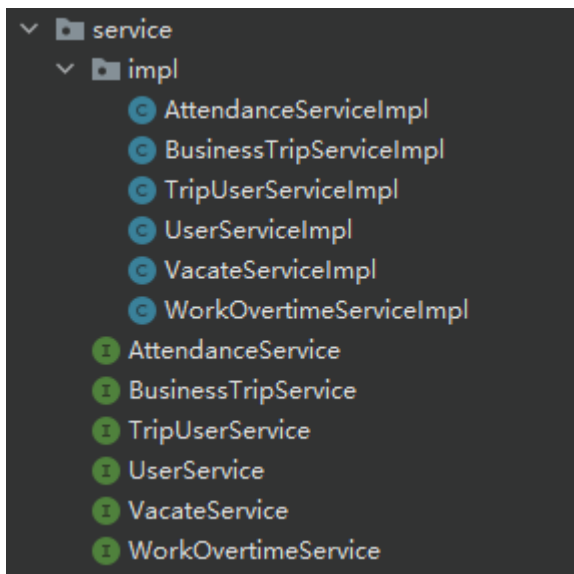 service
impl
AttendanceServiceImpl
BusinessTripServiceImpl
TripUserServiceImpl
UserServiceImpl
VacateServiceImpl
WorkOvertimeServiceImpl
AttendanceService
BusinessTripService
TripUserService
UserService
VacateService
WorkOvertimeService